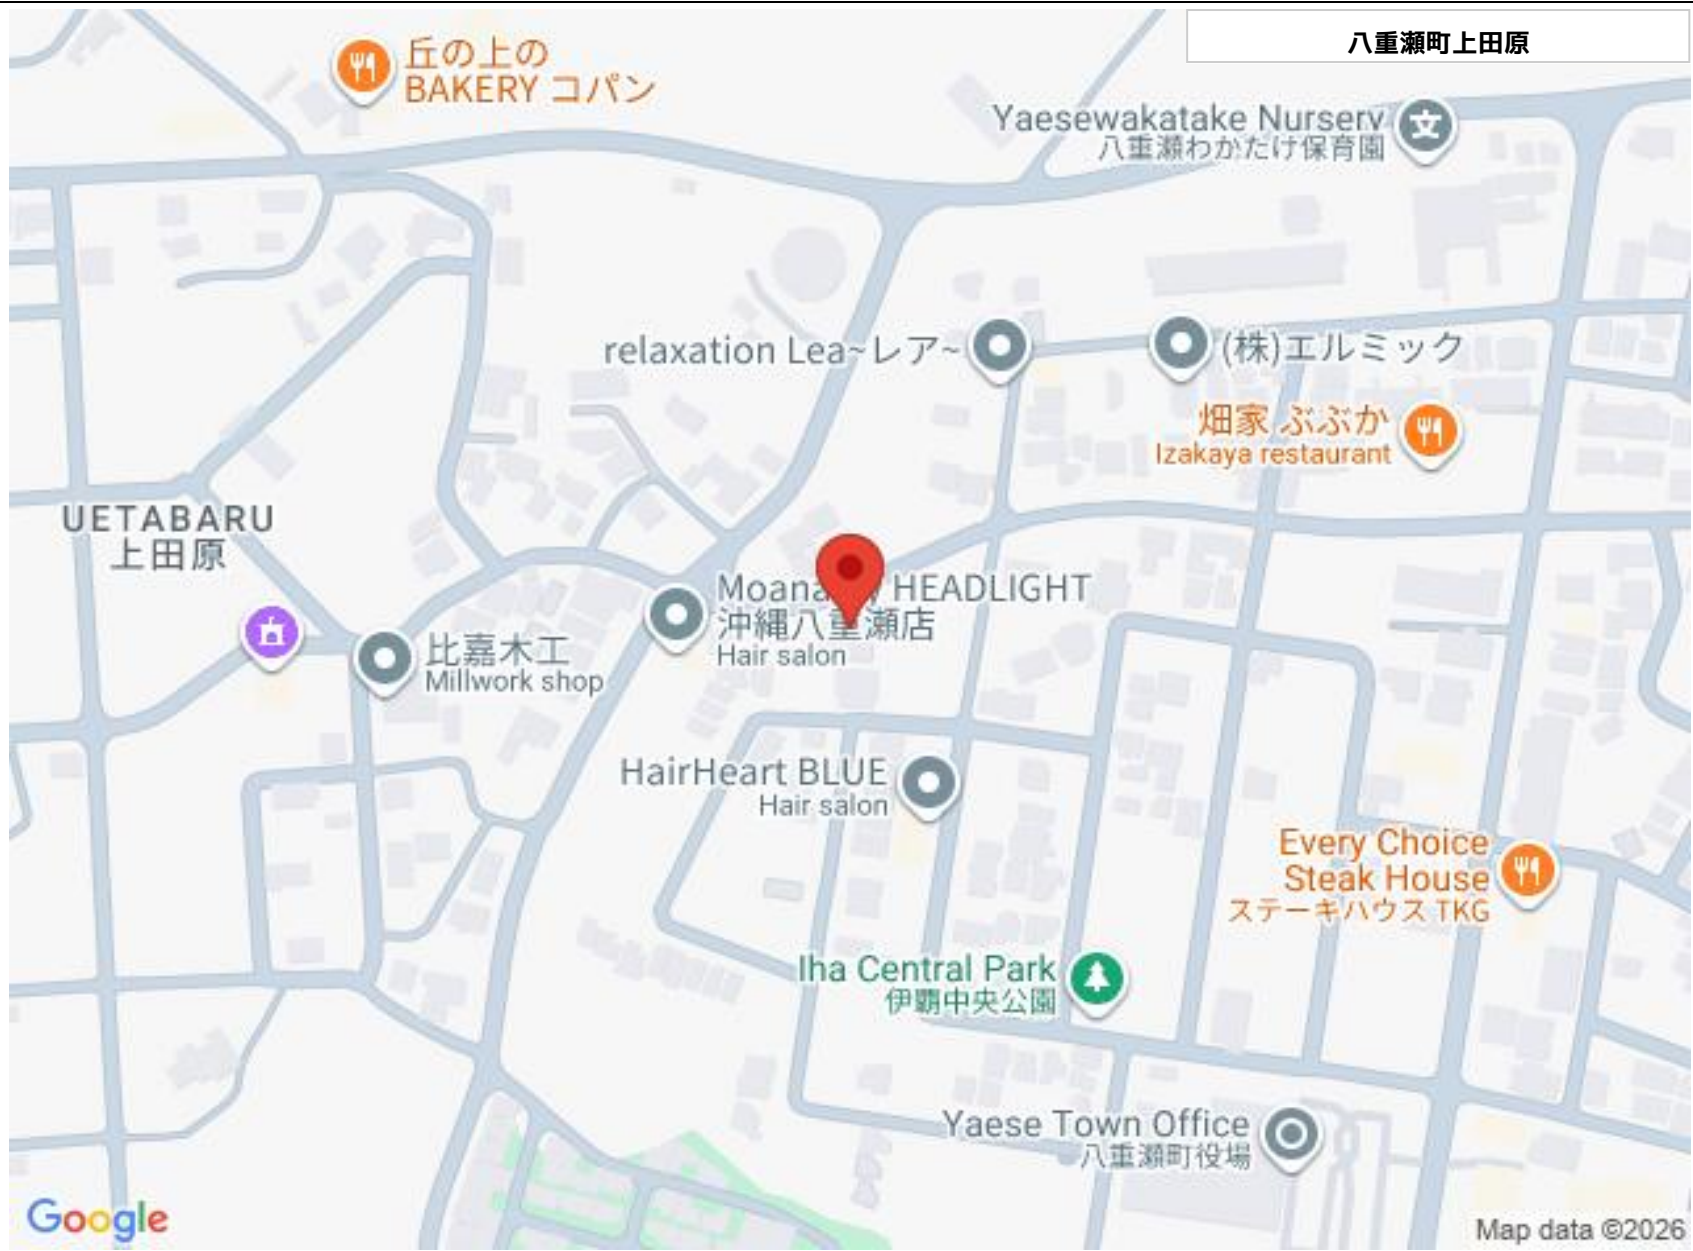 八重瀬町上田原
丘の上の
BAKERY コパン
Yaesewakatake Nursery
八重瀬わかたけ保育園
relaxation Lea~レア~
(株)エルミック
畑家 ぶぶか
Izakaya restaurant
UETABARU
上田原
HEADLIGHT
沖縄八重瀬店
Hair salon
比嘉木工
Millwork shop
HairHeart BLUE
Hair salon
Every Choice
Steak House
ステーキハウス TKG
Iha Central Park
伊覇中央公園
Yaese Town Office
八重瀬町役場
Google
Map data ©2026